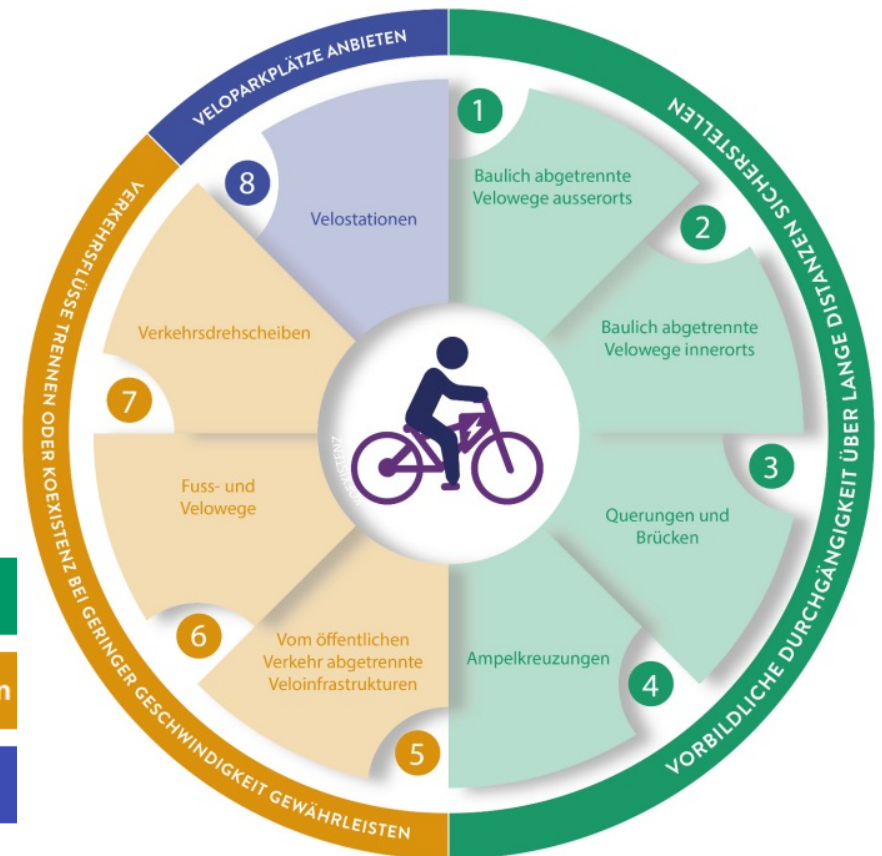 VELOPARKPLÄTZE ANBIETEN
VORBILDLICHE DURCHGÄNGIGKEIT ÜBER LANGE DISTANZEN SICHERSTELLEN
VERKEHRSFLÜSSE TRENNEN ODER KOEXISTENZ BEI GERINGER GESCHWINDIGKEIT GEWÄHRLEISTEN
1
Baulich abgetrennte
Velowege ausserorts
2
Baulich abgetrennte
Velowege innerorts
3
Querungen und
Brücken
4
Ampelkreuzungen
5
Vom öffentlichen
Verkehr abgetrennte
Veloinfrastrukturen
6
Fuss- und
Velowege
7
Verkehrsdrehscheiben
8
Velostationen
n